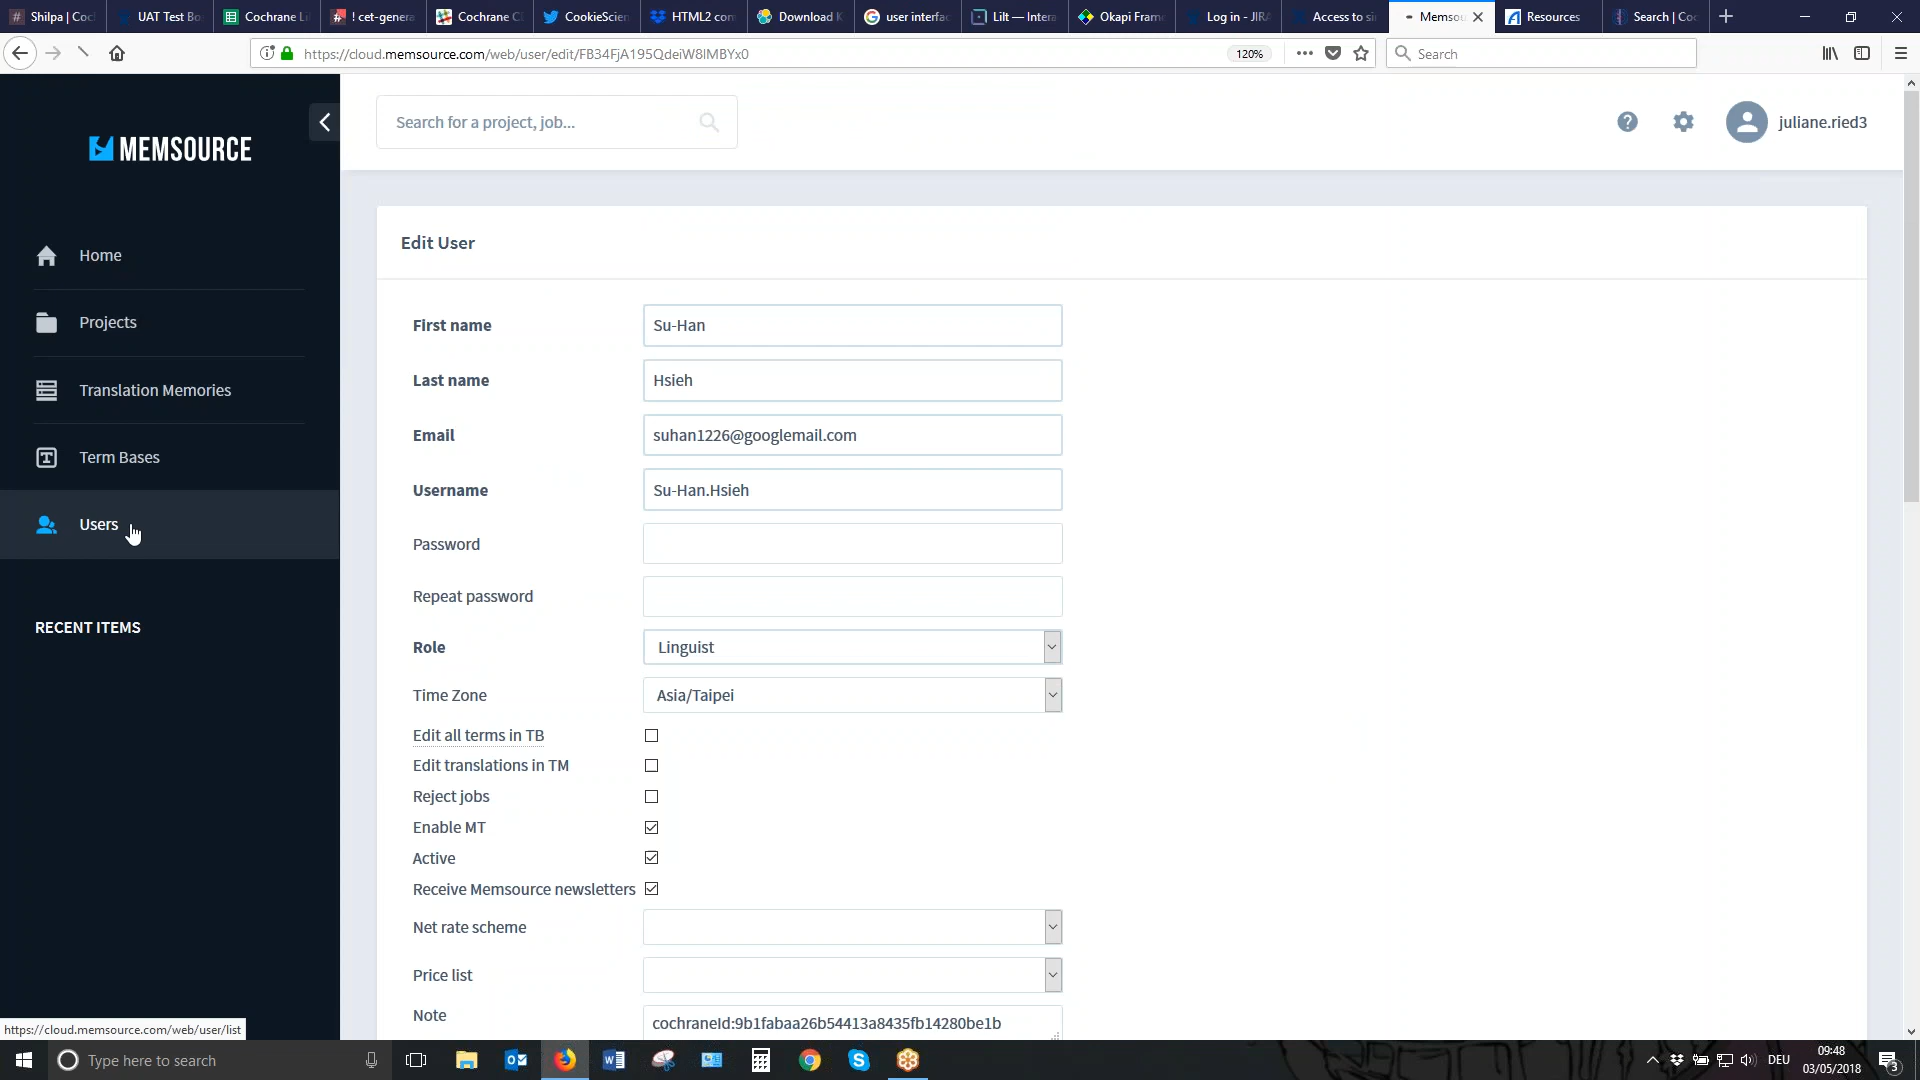 Shilpa | Coc
UAT Test Bo
Cochrane Li
! cet-genera
Cochrane C
CookieScien
HTML2 con
Download K
user interfac
Lilt — Intera
Okapi Frame
Log in - JIRA
Access to si
Memsou
Resources
Search | Coc
https://cloud.memsource.com/web/user/edit/FB34FjA195QdeiW8lMBYx0
120%
Search
MEMSOURCE
Search for a project, job...
juliane.ried3
Home
Projects
Translation Memories
Term Bases
Users
RECENT ITEMS
Edit User
First name
Su-Han
Last name
Hsieh
Email
suhan1226@googlemail.com
Username
Su-Han.Hsieh
Password
Repeat password
Role
Linguist
Time Zone
Asia/Taipei
Edit all terms in TB
Edit translations in TM
Reject jobs
Enable MT
Active
Receive Memsource newsletters
Net rate scheme
Price list
Note
cochraneId:9b1fabaa26b54413a8435fb14280be1b
https://cloud.memsource.com/web/user/list
Type here to search
DEU
09:48
03/05/2018
3